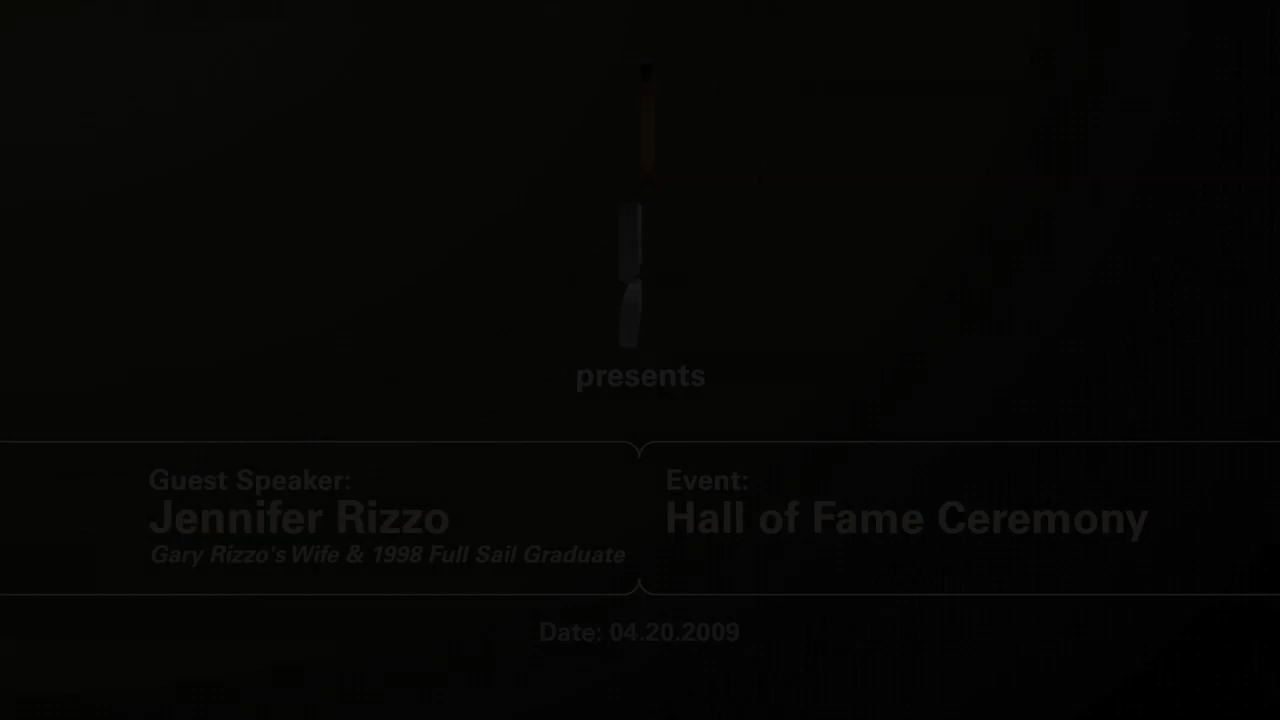 presents
Guest Speaker:
Jennifer Rizzo
Gary Rizzo's Wife & 1998 Full Sail Graduate
Event:
Hall of Fame Ceremony
Date: 04.20.2009